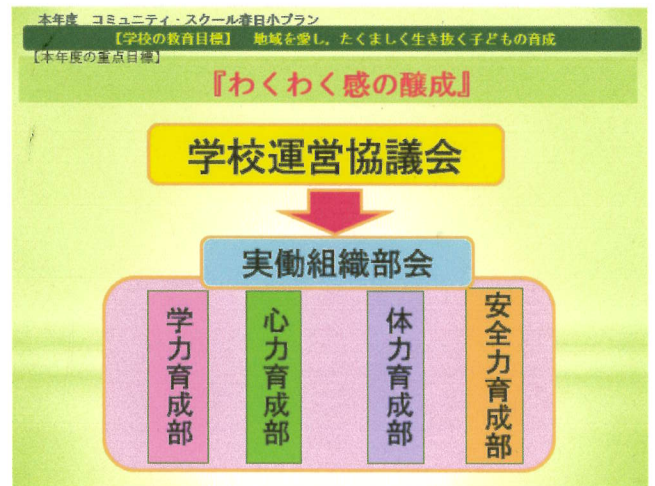 本年度　コミュニティ・スクール春日小プラン
【学校の教育目標】　地域を愛し，たくましく生き抜く子どもの育成
【本年度の重点目標】
『わくわく感の醸成』
学校運営協議会
実働組織部会
学力育成部
心力育成部
体力育成部
安全力育成部